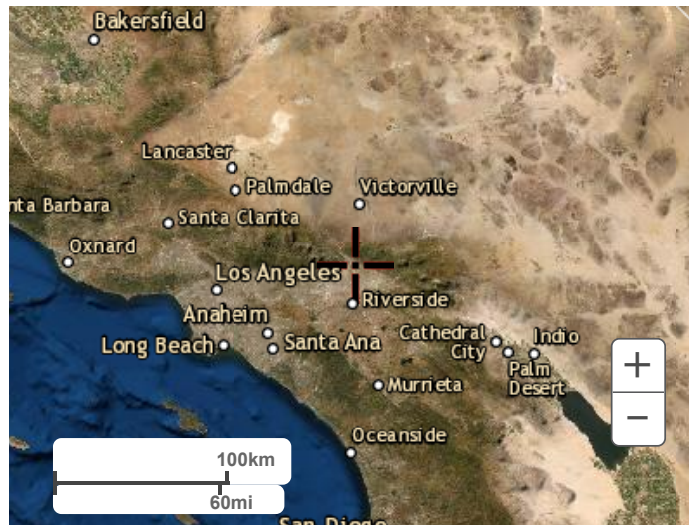 Bakersfield
Lancaster
Palmdale
Victorville
nta Barbara
Santa Clarita
Oxnard
Los Angeles
Riverside
Anaheim
Long Beach
Santa Ana
Cathedral
City
Indio
Palm
Desert
Murrieta
Oceanside
San Diego
100km
60mi
+
−